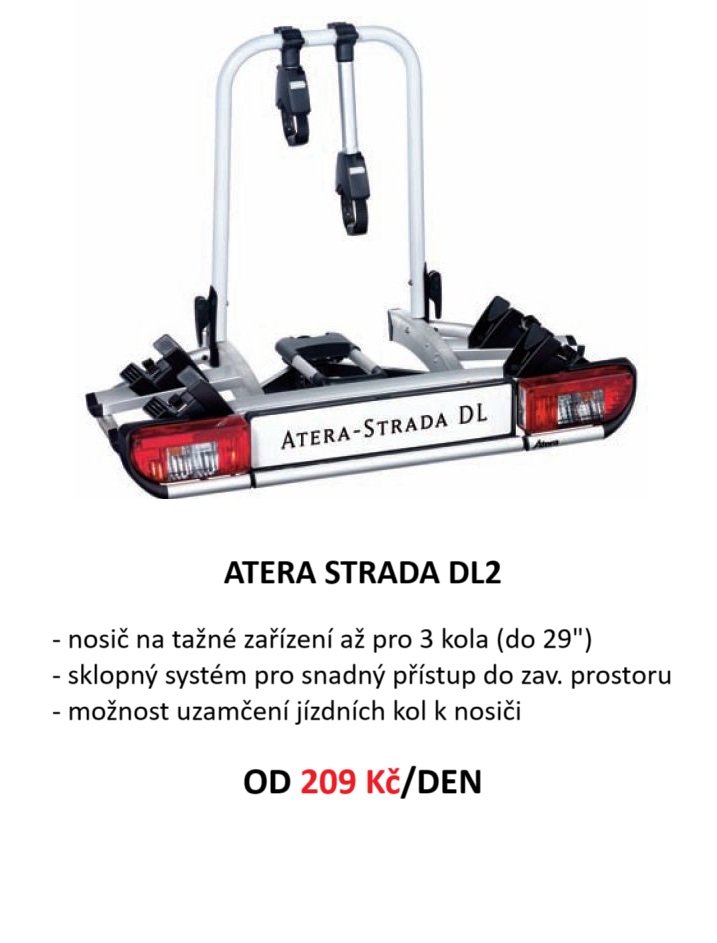 ATERA-STRADA DL
Atera
ATERA STRADA DL2
- nosič na tažné zařízení až pro 3 kola (do 29")
- sklopný systém pro snadný přístup do zav. prostoru
- možnost uzamčení jízdních kol k nosiči
OD 209 Kč/DEN